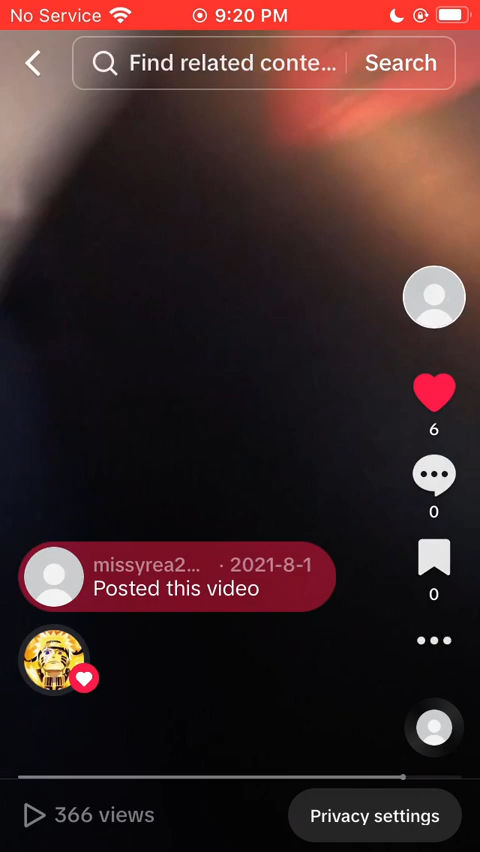 No Service 9:20 PM
Find related conte... Search
6
0
missyrea2... · 2021-8-1
Posted this video
0
366 views Privacy settings